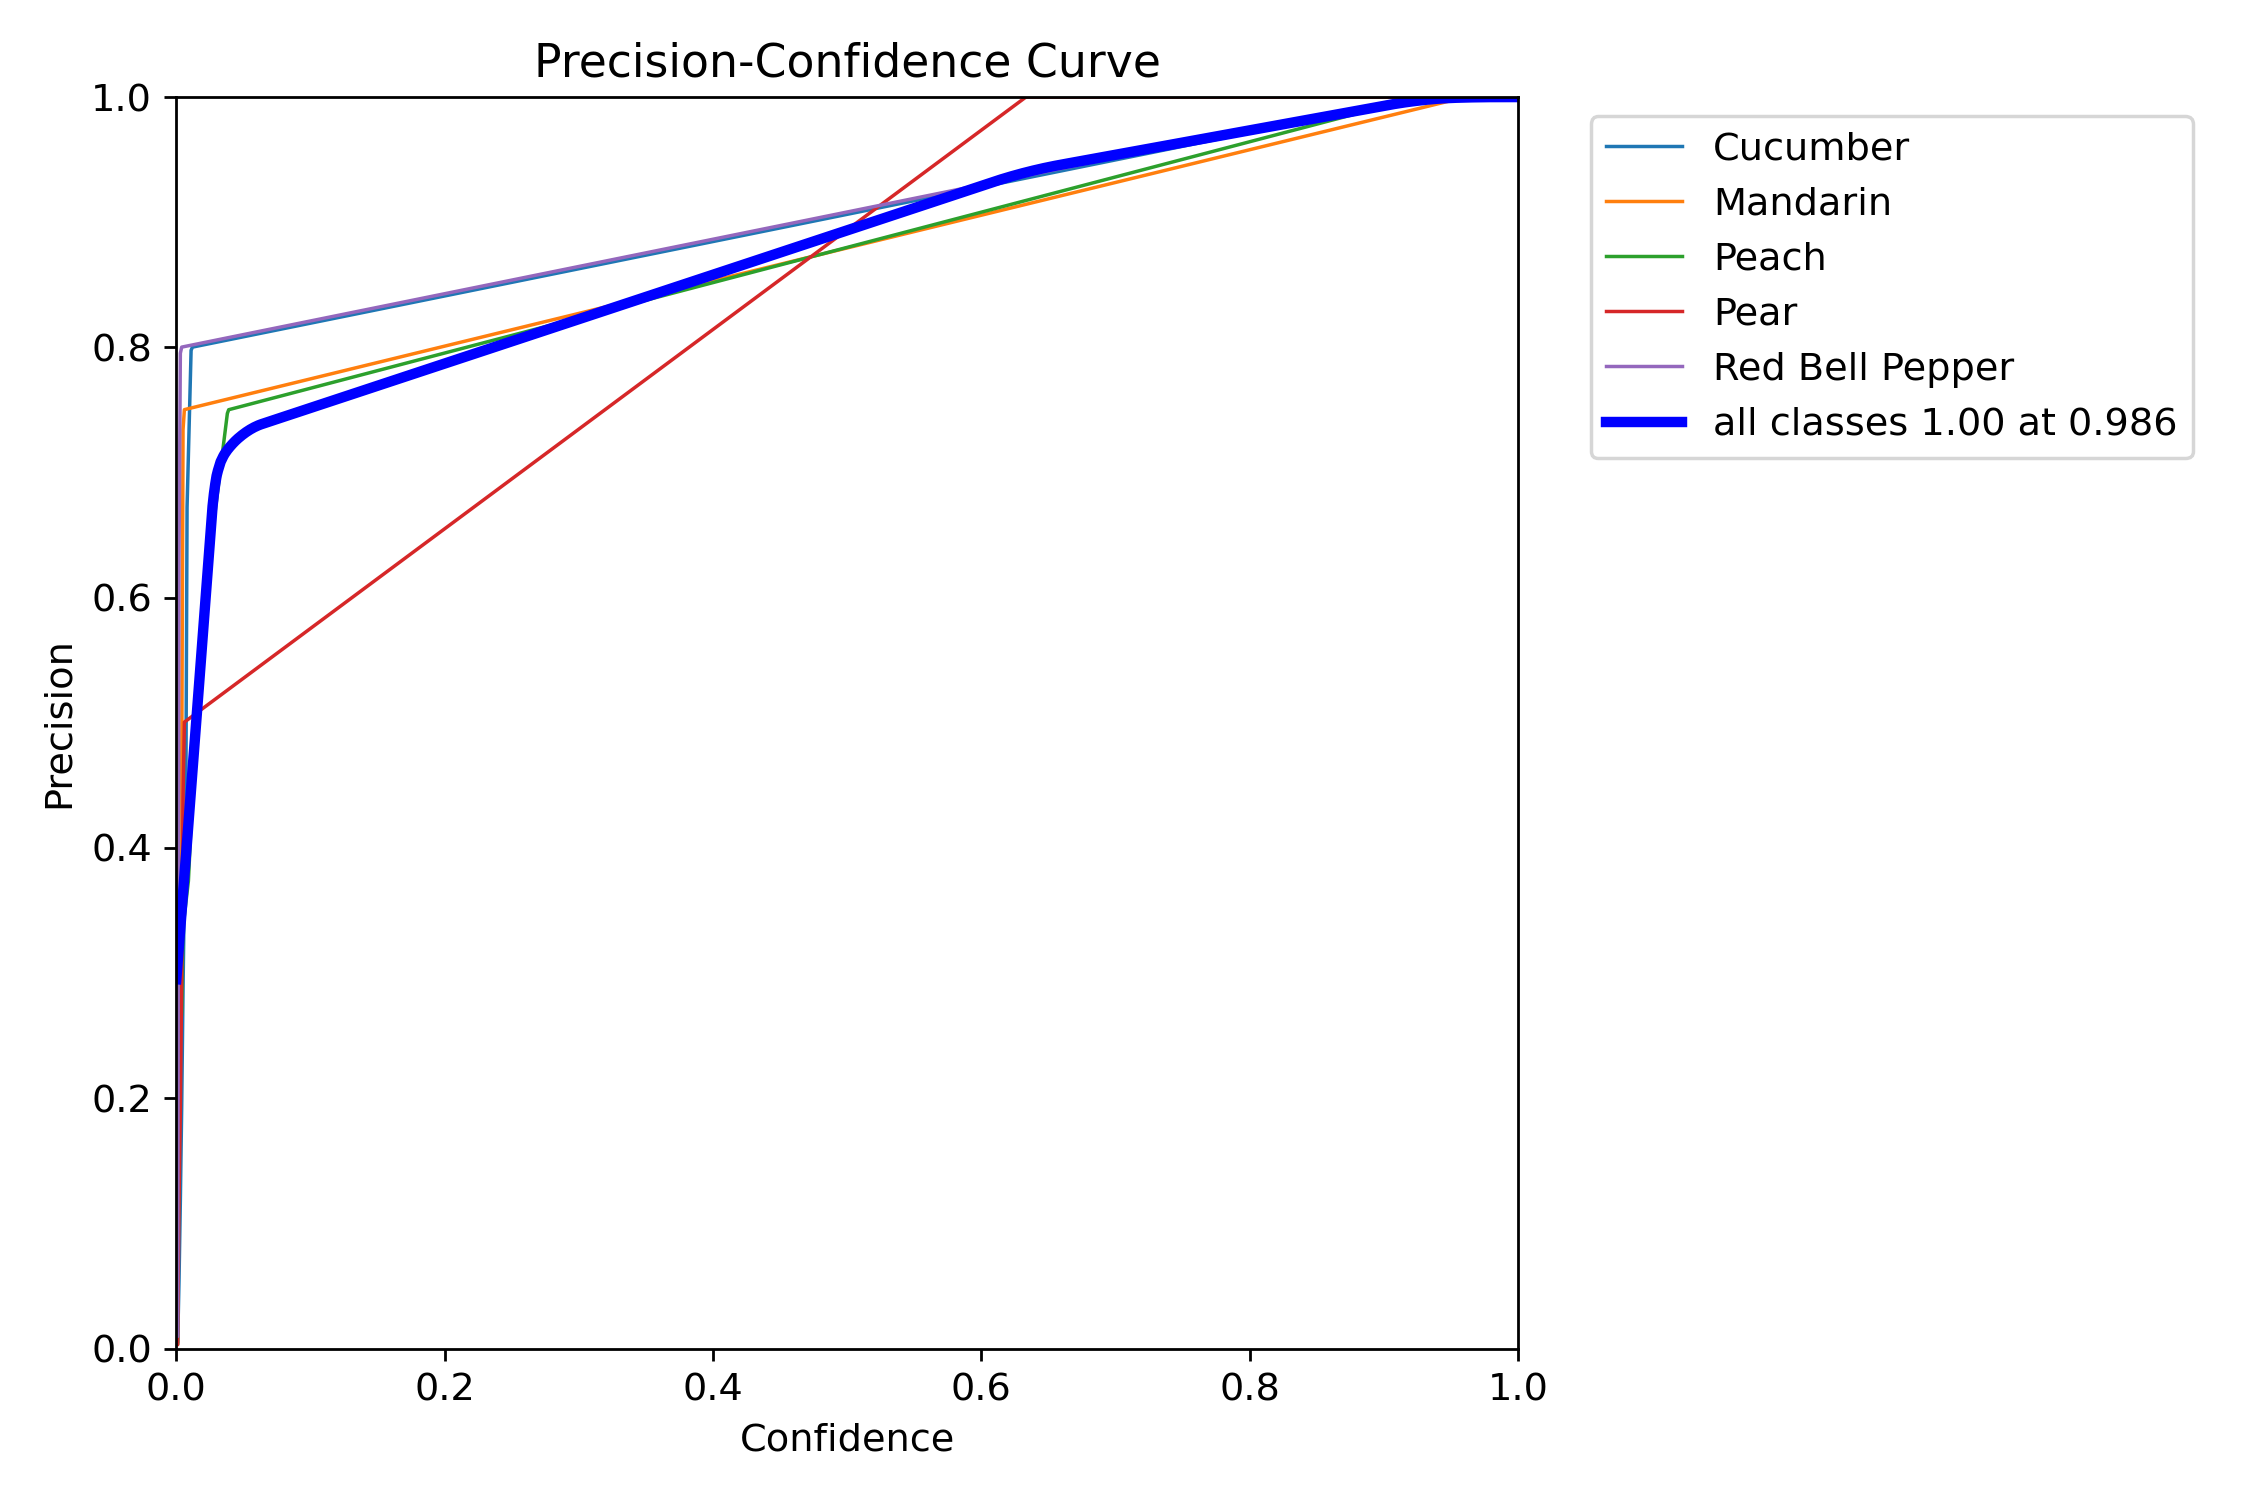 Precision-Confidence Curve
1.0
0.8
0.6
0.4
0.2
0.0
Precision
0.0 0.2 0.4 0.6 0.8 1.0
Confidence
Cucumber
Mandarin
Peach
Pear
Red Bell Pepper
all classes 1.00 at 0.986